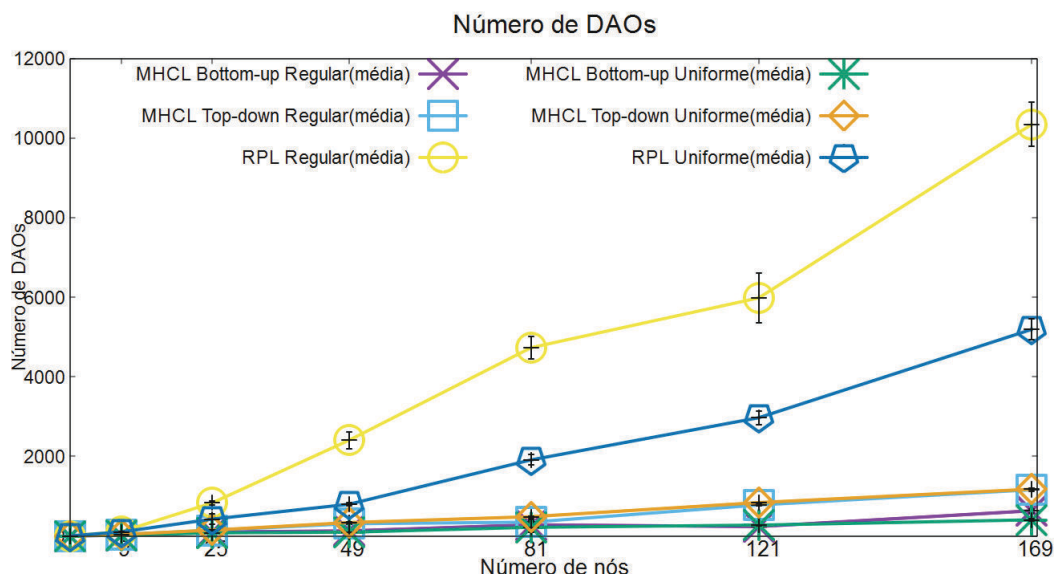 Número de DAOs
12000
10000
8000
6000
4000
2000
Número de DAOs
MHCL Bottom-up Regular(média)
MHCL Top-down Regular(média)
RPL Regular(média)
MHCL Bottom-up Uniforme(média)
MHCL Top-down Uniforme(média)
RPL Uniforme(média)
9 25 49 81 121 169
Número de nós